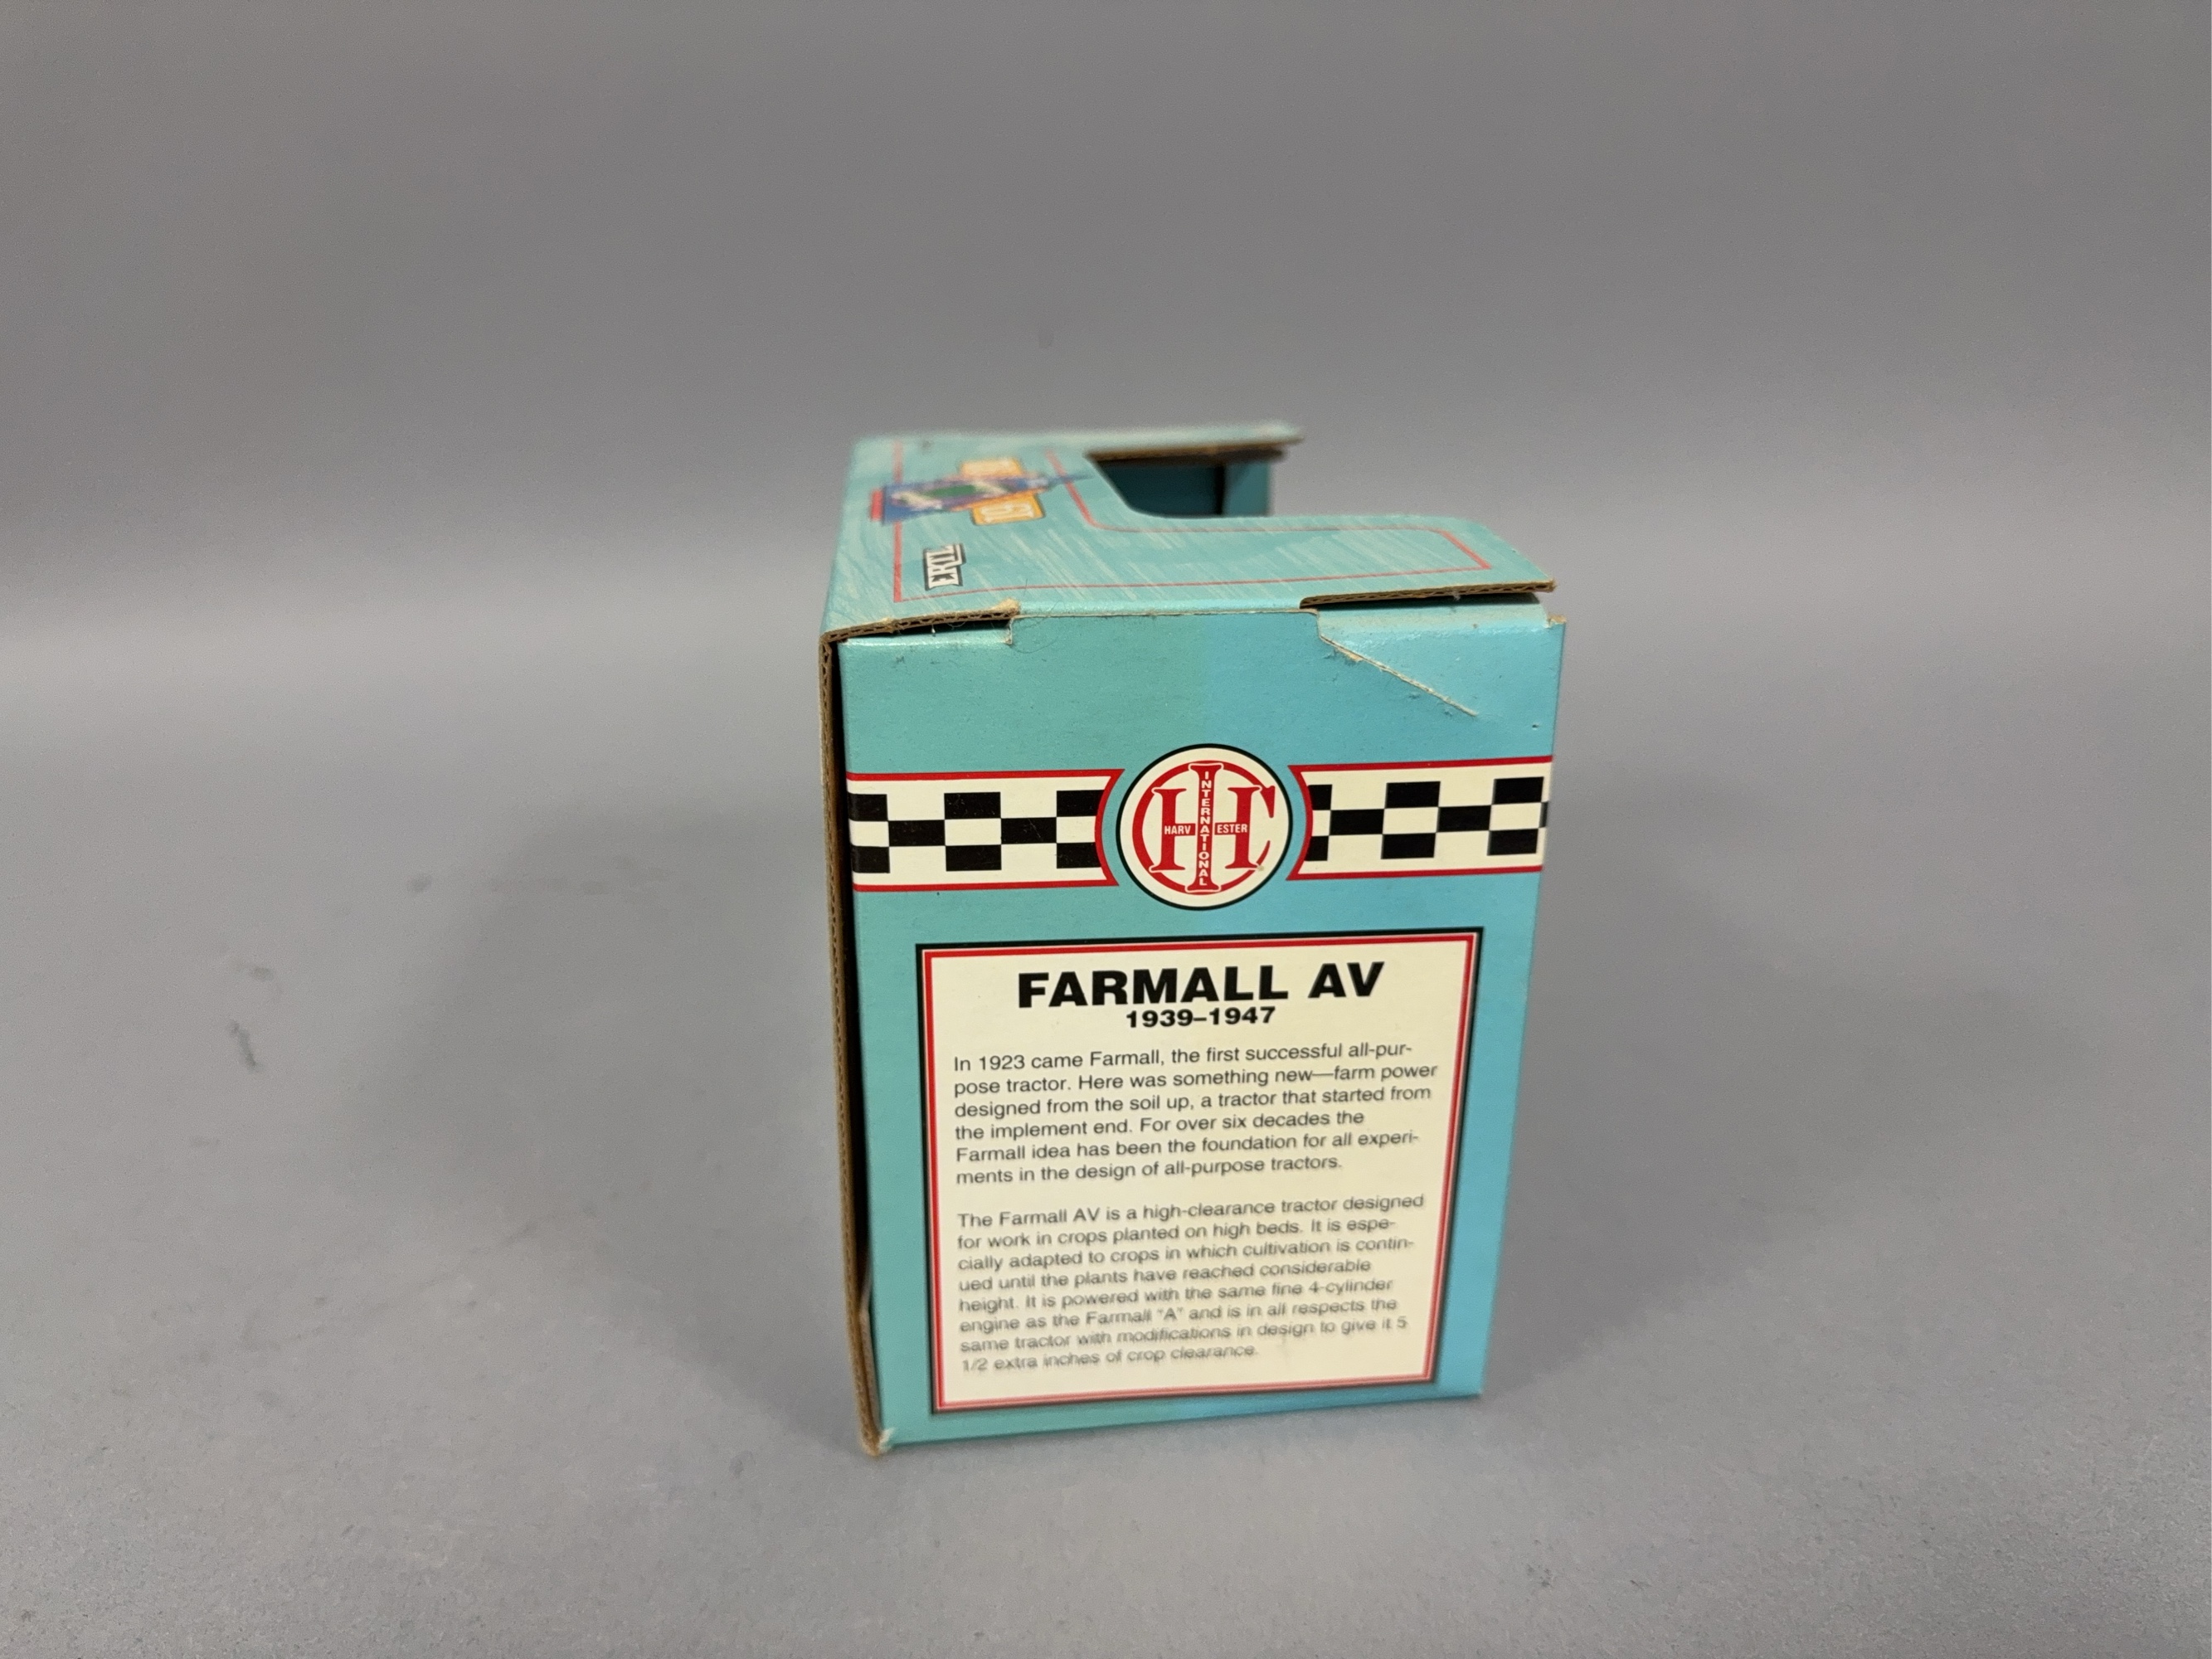 19
ERTL
INTERNATIONAL
HARVESTER
FARMALL AV
1939–1947
In 1923 came Farmall, the first successful all-pur-
pose tractor. Here was something new—farm power
designed from the soil up, a tractor that started from
the implement end. For over six decades the
Farmall idea has been the foundation for all experi-
ments in the design of all-purpose tractors.
The Farmall AV is a high-clearance tractor designed
for work in crops planted on high beds. It is espe-
cially adapted to crops in which cultivation is contin-
ued until the plants have reached considerable
height. It is powered with the same fine 4-cylinder
engine as the Farmall "A" and is in all respects the
same tractor with modifications in design to give it 5
1/2 extra inches of crop clearance.